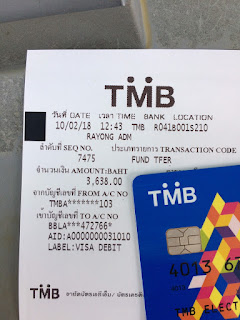 TMB
วันที่ DATE เวลา TIME BANK LOCATION
10/02/18 12:43 TMB R041B001S210
RAYONG ADM
ลำดับที่ SEQ NO. ประเภทรายการ TRANSACTION CODE
7475 FUND TFER
จำนวนเงิน AMOUNT:BAHT
3,638.00
จากบัญชีเลขที่ FROM A/C NO
TMBA*******103
เข้าบัญชีเลขที่ TO A/C NO
BBLA***472766*
AID:A0000000031010
LABEL:VISA DEBIT
TMB
TMB
4013
TMB ELECT